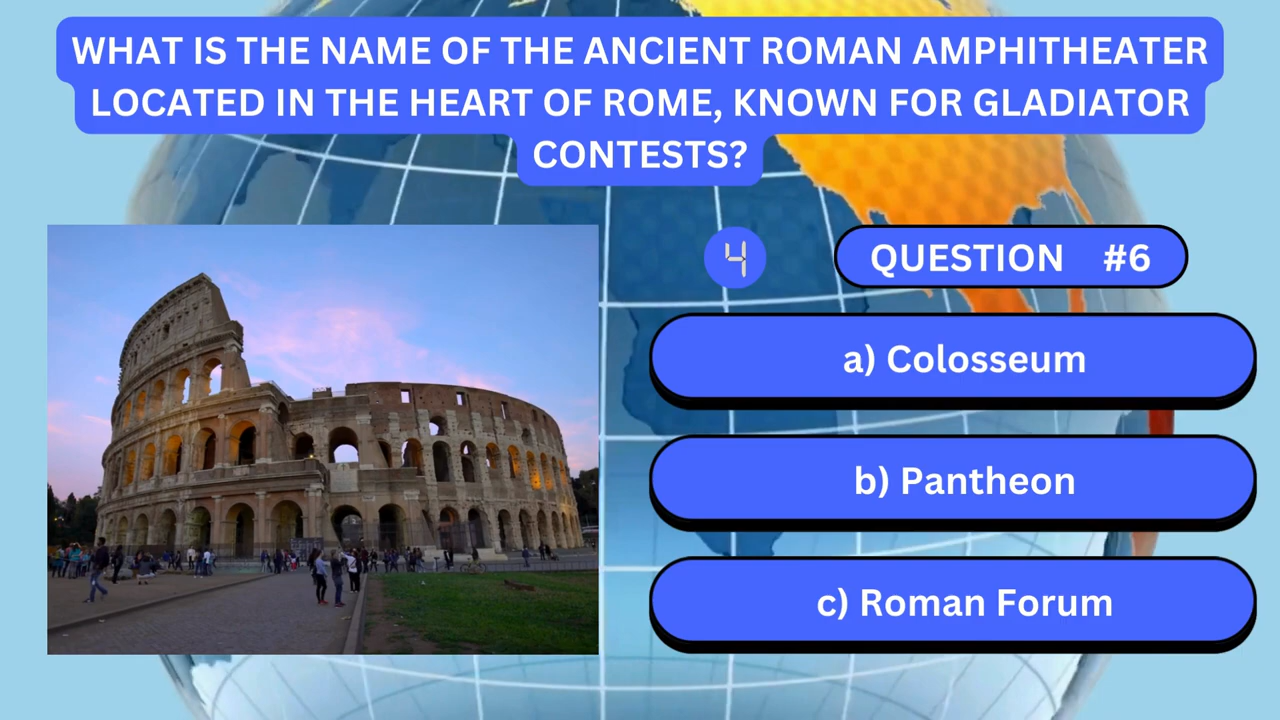 WHAT IS THE NAME OF THE ANCIENT ROMAN AMPHITHEATER
LOCATED IN THE HEART OF ROME, KNOWN FOR GLADIATOR
CONTESTS?
4
QUESTION #6
a) Colosseum
b) Pantheon
c) Roman Forum